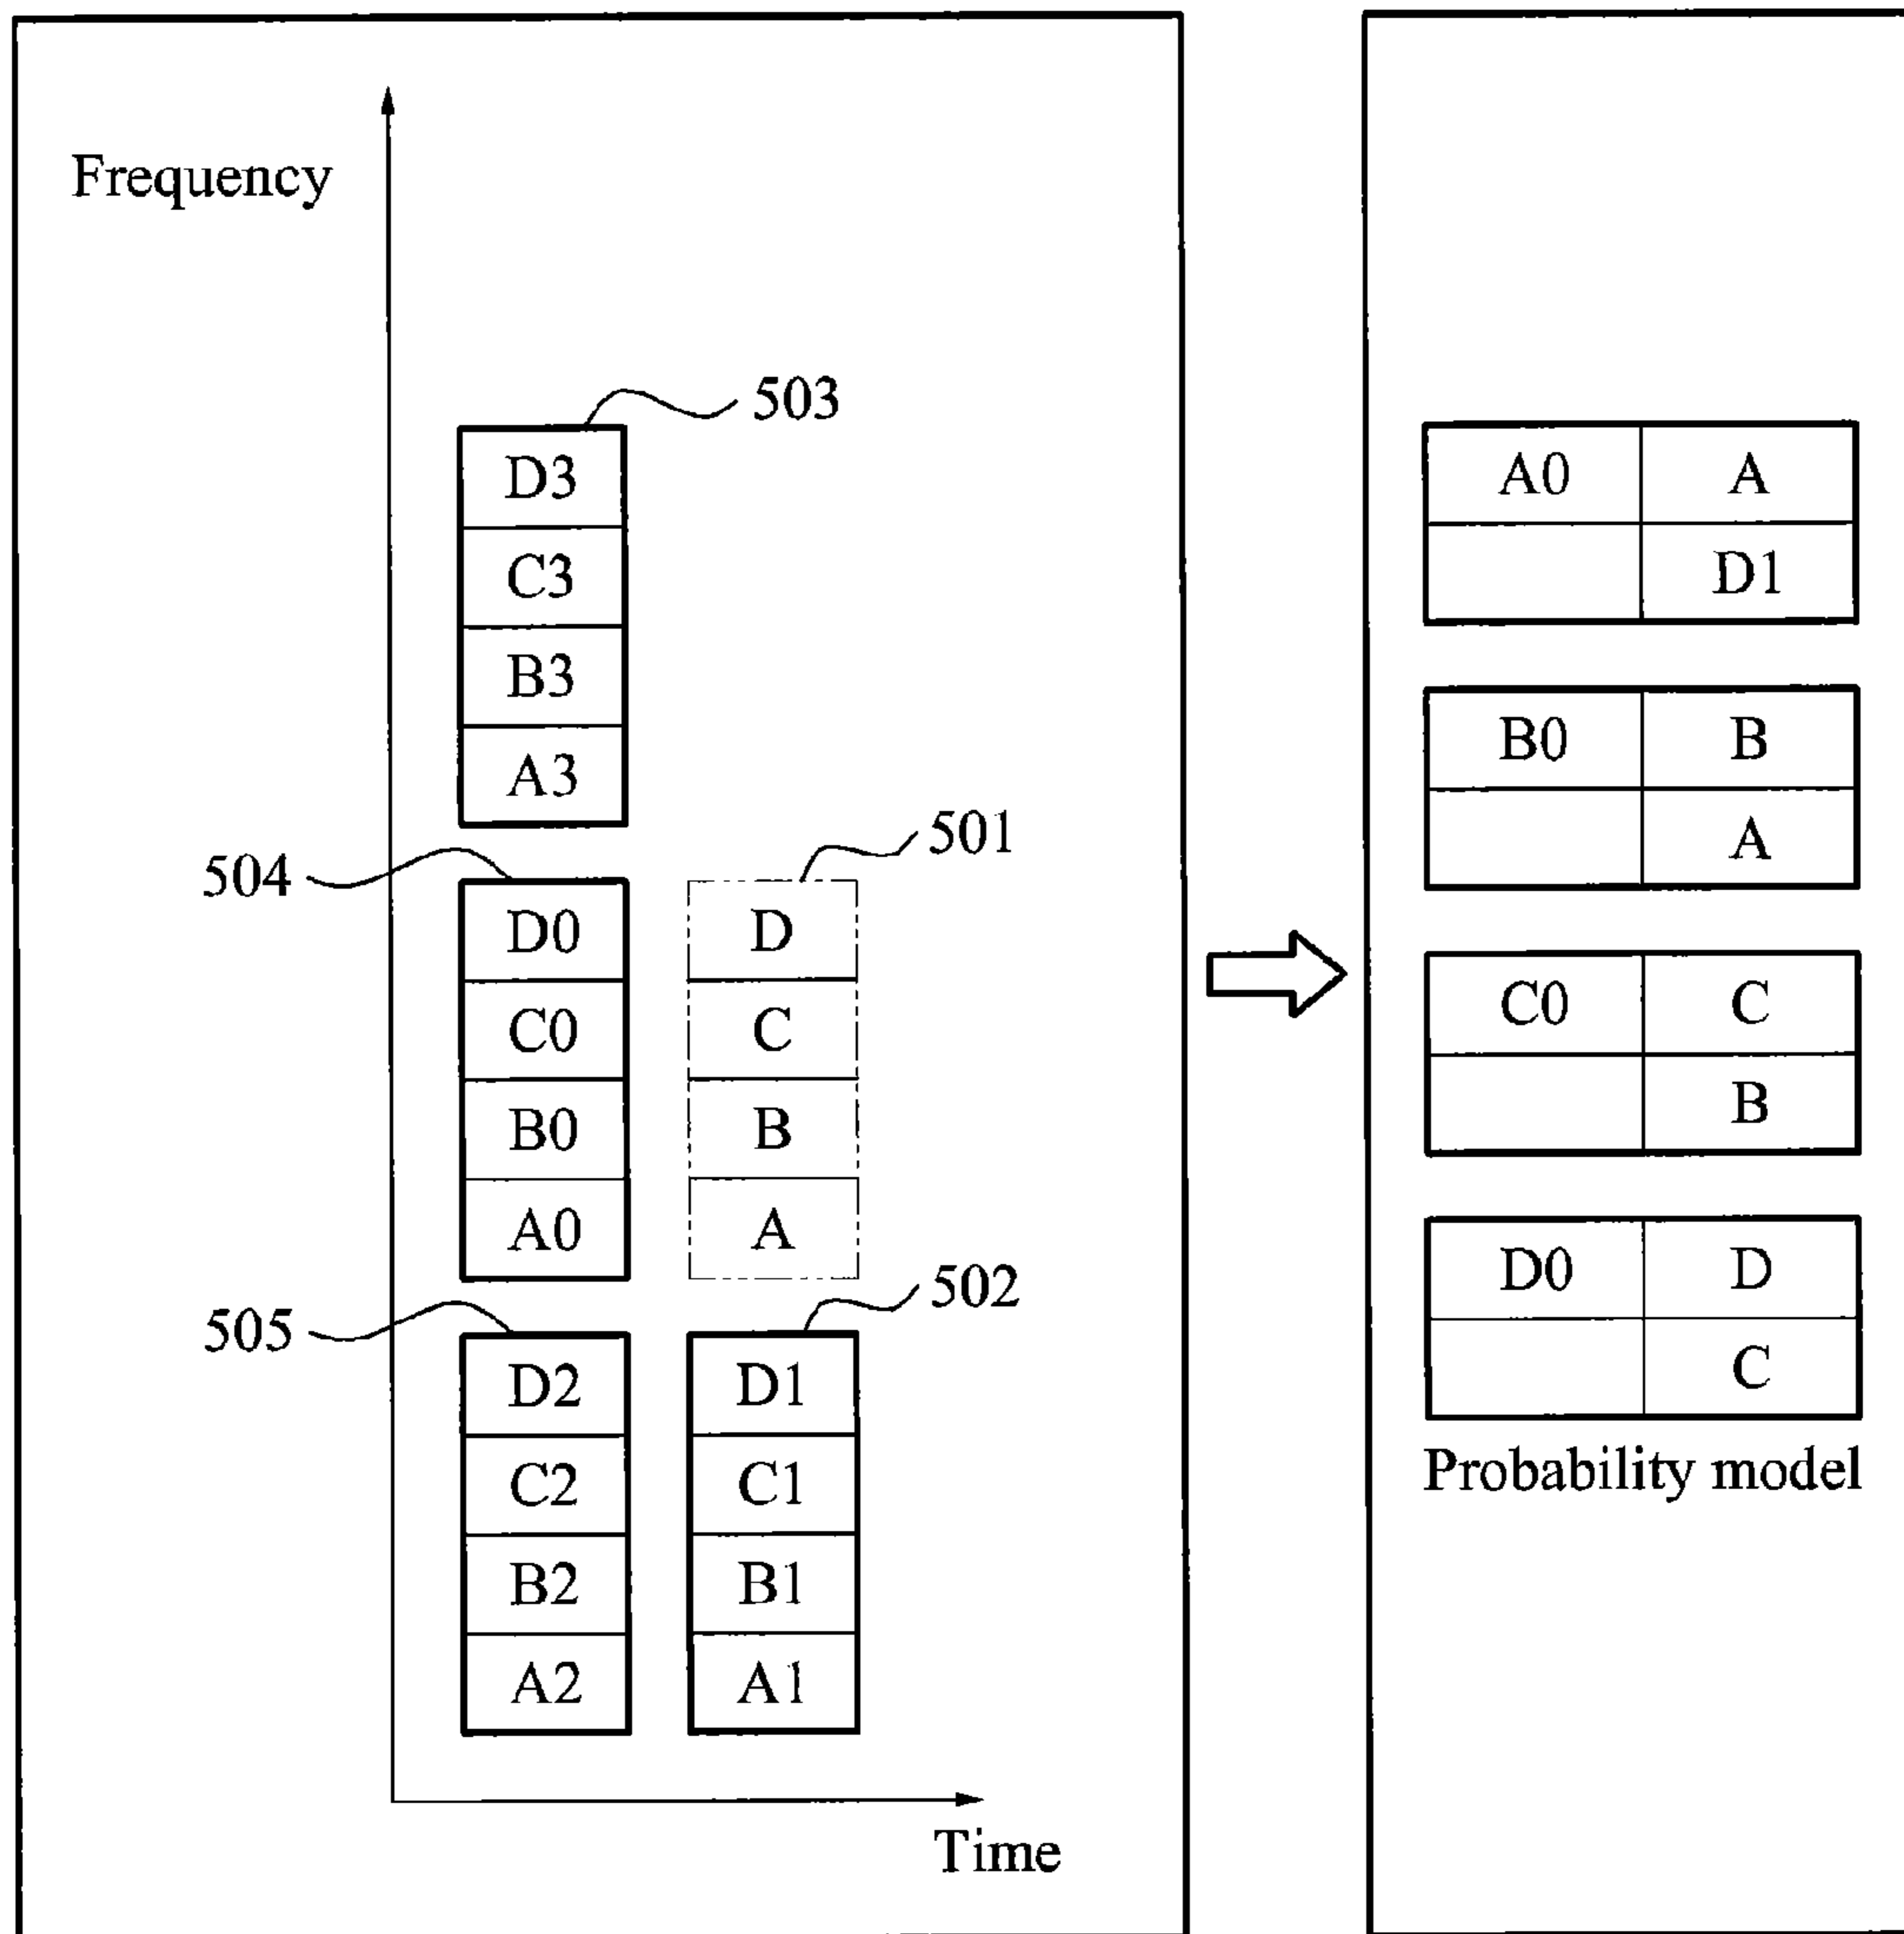 Frequency
503
D3
C3
B3
A3
501
504
D0 D
C0 C
B0 B
A0 A
502
505
D2 D1
C2 C1
B2 B1
A2 A1
Time
A0 A
D1
B0 B
A
C0 C
B
D0 D
C
Probability model